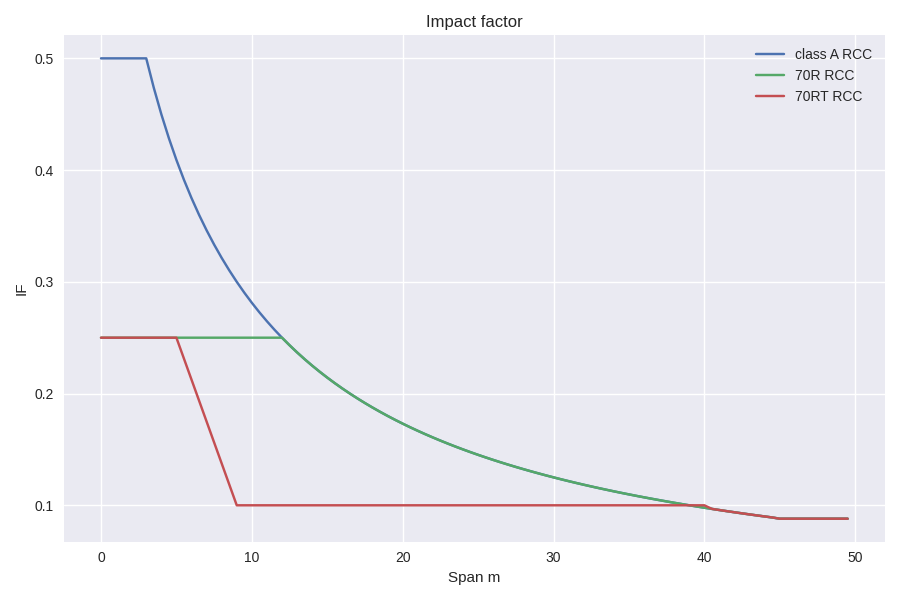 Impact factor
class A RCC
70R RCC
70RT RCC
0.5
0.4
0.3
0.2
0.1
IF
0 10 20 30 40 50
Span m